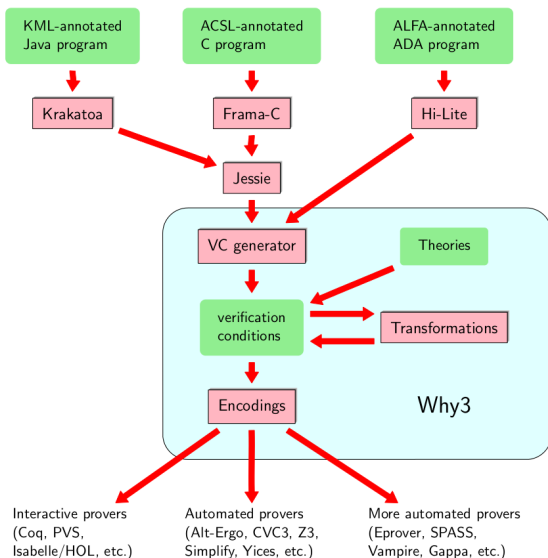 KML-annotated
Java program
ACSL-annotated
C program
ALFA-annotated
ADA program
Krakatoa
Frama-C
Hi-Lite
Jessie
VC generator
Theories
verification
conditions
Transformations
Encodings
Why3
Interactive provers
(Coq, PVS,
Isabelle/HOL, etc.)
Automated provers
(Alt-Ergo, CVC3, Z3,
Simplify, Yices, etc.)
More automated provers
(Eprover, SPASS,
Vampire, Gappa, etc.)